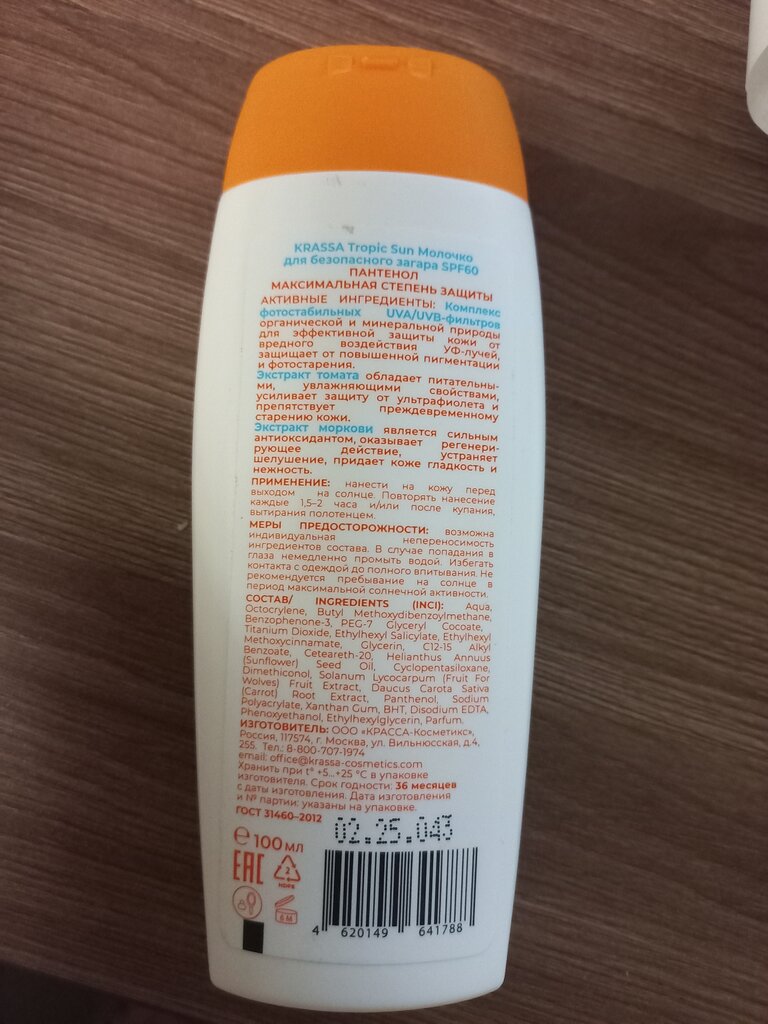 KRASSA Tropic Sun Молочко
для безопасного загара SPF60
ПАНТЕНОЛ
МАКСИМАЛЬНАЯ СТЕПЕНЬ ЗАЩИТЫ
АКТИВНЫЕ ИНГРЕДИЕНТЫ: Комплекс
фотостабильных UVA/UVB-фильтров
органической и минеральной природы
для эффективной защиты кожи от
вредного воздействия УФ-лучей,
защищает от повышенной пигментации
и фотостарения.
Экстракт томата обладает питательны-
ми, увлажняющими свойствами,
усиливает защиту от ультрафиолета и
препятствует преждевременному
старению кожи.
Экстракт моркови является сильным
антиоксидантом, оказывает регенери-
рующее действие, устраняет
шелушение, придает коже гладкость и
нежность.
ПРИМЕНЕНИЕ: нанести на кожу перед
выходом на солнце. Повторять нанесение
каждые 1,5–2 часа и/или после купания,
вытирания полотенцем.
МЕРЫ ПРЕДОСТОРОЖНОСТИ: возможна
индивидуальная непереносимость
ингредиентов состава. В случае попадания в
глаза немедленно промыть водой. Избегать
контакта с одеждой до полного впитывания. Не
рекомендуется пребывание на солнце в
период максимальной солнечной активности.
СОСТАВ/ INGREDIENTS (INCI): Aqua,
Octocrylene, Butyl Methoxydibenzoylmethane,
Benzophenone-3, PEG-7 Glyceryl Cocoate,
Titanium Dioxide, Ethylhexyl Salicylate, Ethylhexyl
Methoxycinnamate, Glycerin, C12-15 Alkyl
Benzoate, Ceteareth-20, Helianthus Annuus
(Sunflower) Seed Oil, Cyclopentasiloxane,
Dimethiconol, Solanum Lycocarpum (Fruit For
Wolves) Fruit Extract, Daucus Carota Sativa
(Carrot) Root Extract, Panthenol, Sodium
Polyacrylate, Xanthan Gum, BHT, Disodium EDTA,
Phenoxyethanol, Ethylhexylglycerin, Parfum.
ИЗГОТОВИТЕЛЬ: ООО «КРАССА-Косметикс»,
Россия, 117574, г. Москва, ул. Вильнюсская, д.4,
255. Тел.: 8-800-707-1974
email: office@krassa-cosmetics.com
Хранить при t° +5...+25 °C в упаковке
изготовителя. Срок годности: 36 месяцев
с даты изготовления. Дата изготовления
и № партии: указаны на упаковке.
ГОСТ 31460–2012
02.25.043
℮ 100 мл
EAC
2
HDPE
6 M
4 620149 641788